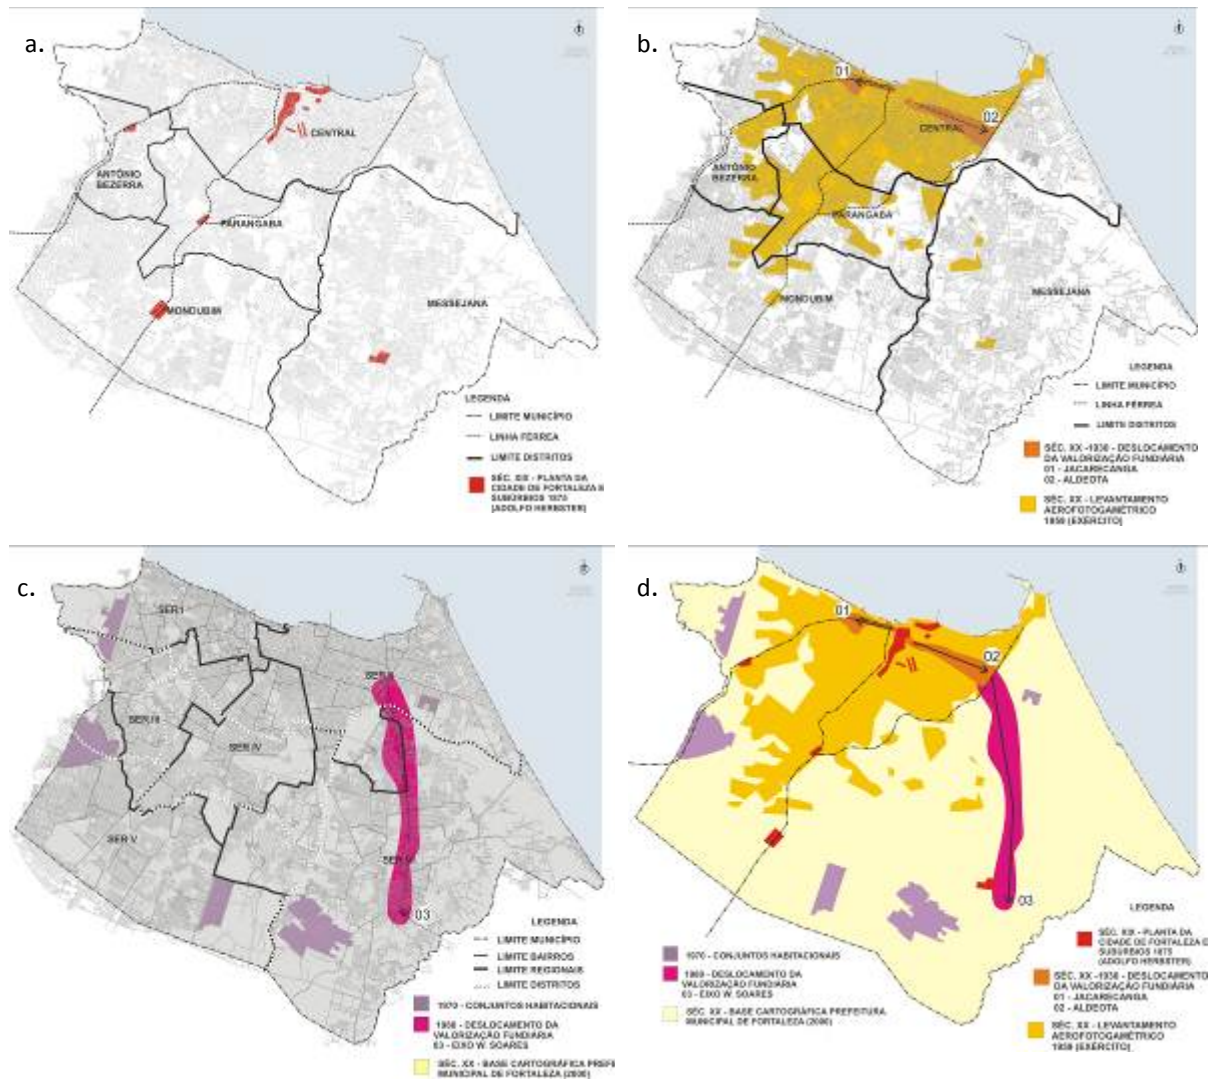 a.
CENTRAL
ANTÔNIO
BEZERRA
PARANGABA
MONDUBIM
MESSEJANA
LEGENDA
LIMITE MUNICÍPIO
LINHA FÉRREA
LIMITE DISTRITOS
SÉC. XIX - PLANTA DA
CIDADE DE FORTALEZA E
SUBÚRBIOS 1875
(ADOLFO HERBSTER)
b.
01
02
CENTRAL
ANTÔNIO
BEZERRA
PARANGABA
MONDUBIM
MESSEJANA
LEGENDA
LIMITE MUNICÍPIO
LINHA FÉRREA
LIMITE DISTRITOS
SÉC. XX -1930 - DESLOCAMENTO
DA VALORIZAÇÃO FUNDIÁRIA
01 - JACARECANGA
02 - ALDEOTA
SÉC. XX - LEVANTAMENTO
AEROFOTOGAMÉTRICO
1959 (EXÉRCITO)
c.
SER I
SER II
SER III
SER IV
SER V
SER VI
03
LEGENDA
LIMITE MUNICÍPIO
LIMITE BAIRROS
LIMITE REGIONAIS
LIMITE DISTRITOS
1970 - CONJUNTOS HABITACIONAIS
1980 - DESLOCAMENTO DA
VALORIZAÇÃO FUNDIÁRIA
03 - EIXO W. SOARES
SÉC. XX - BASE CARTOGRÁFICA PREFE
MUNICIPAL DE FORTALEZA (2000)
d.
01
02
03
1970 - CONJUNTOS HABITACIONAIS
1980 - DESLOCAMENTO DA
VALORIZAÇÃO FUNDIÁRIA
03 - EIXO W. SOARES
SÉC. XX - BASE CARTOGRÁFICA PREFEITURA
MUNICIPAL DE FORTALEZA (2000)
LEGENDA
SÉC. XIX - PLANTA DA
CIDADE DE FORTALEZA E
SUBÚRBIOS 1875
(ADOLFO HERBSTER)
SÉC. XX -1930 - DESLOCAMENTO
DA VALORIZAÇÃO FUNDIÁRIA
01 - JACARECANGA
02 - ALDEOTA
SÉC. XX - LEVANTAMENTO
AEROFOTOGAMÉTRICO
1959 (EXÉRCITO)